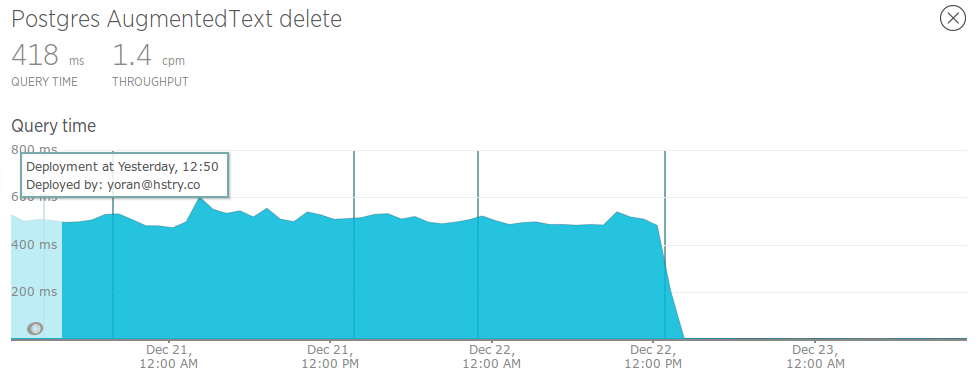 Postgres AugmentedText delete
418 ms 1.4 cpm
QUERY TIME THROUGHPUT
Query time
800 ms
Deployment at Yesterday, 12:50
Deployed by: yoran@hstry.co
600 ms
400 ms
200 ms
Dec 21, Dec 21, Dec 22, Dec 22, Dec 23,
12:00 AM 12:00 PM 12:00 AM 12:00 PM 12:00 AM